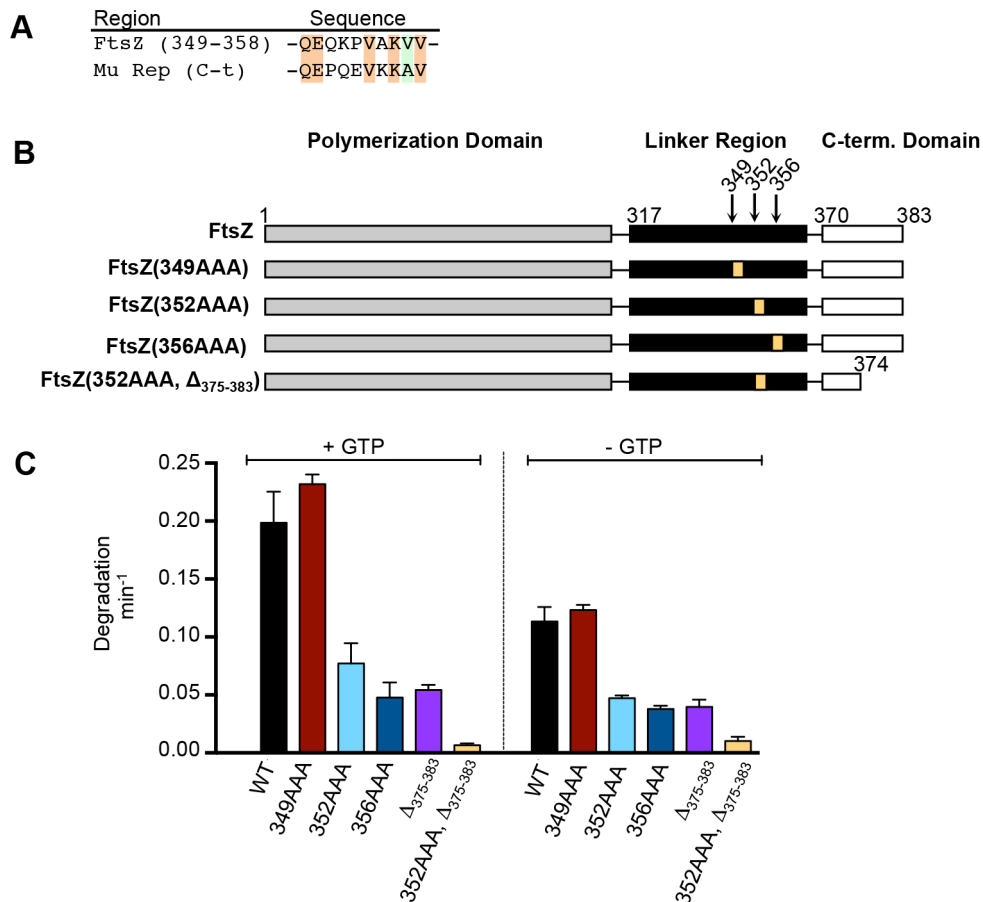 A
Region Sequence
FtsZ (349-358) -QEQKPVAKVV-
Mu Rep (C-t) -QEPQEVKKAV
B
Polymerization Domain Linker Region C-term. Domain
349 352 356
1 317 370 383
FtsZ
FtsZ(349AAA)
FtsZ(352AAA)
FtsZ(356AAA)
374
FtsZ(352AAA, Δ375-383)
C
+ GTP - GTP
Degradation
min-1
0.25
0.20
0.15
0.10
0.05
0.00
WT 349AAA 352AAA 356AAA Δ375-383 352AAA, Δ375-383 WT 349AAA 352AAA 356AAA Δ375-383 352AAA, Δ375-383